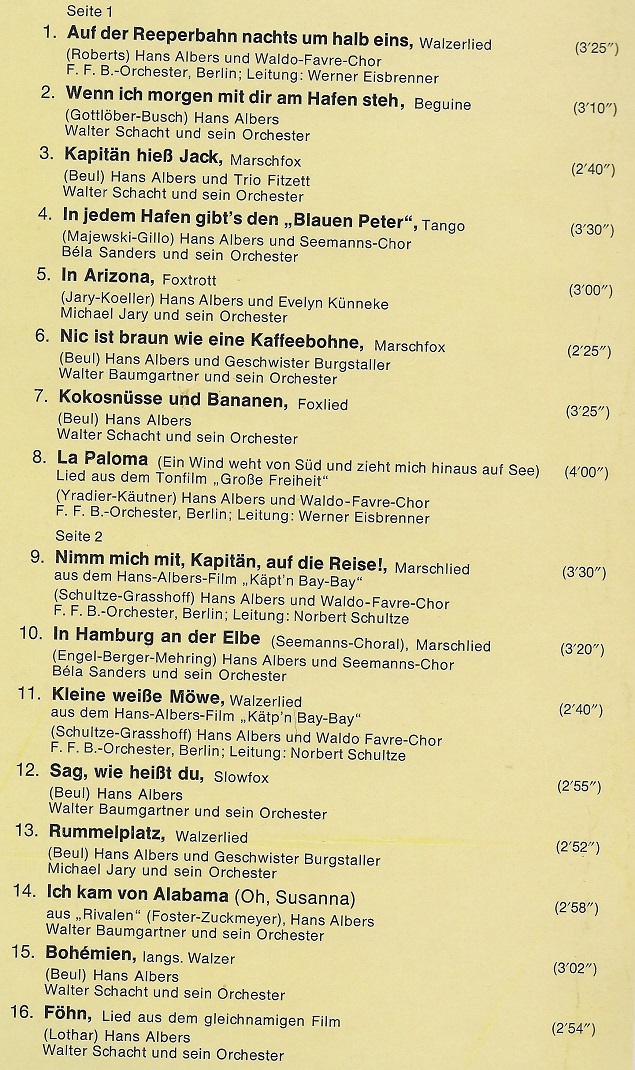 Seite 1
1. Auf der Reeperbahn nachts um halb eins, Walzerlied (3′25″)
(Roberts) Hans Albers und Waldo-Favre-Chor
F. F. B.-Orchester, Berlin; Leitung: Werner Eisbrenner
2. Wenn ich morgen mit dir am Hafen steh, Beguine (3′10″)
(Gottlöber-Busch) Hans Albers
Walter Schacht und sein Orchester
3. Kapitän hieß Jack, Marschfox (2′40″)
(Beul) Hans Albers und Trio Fitzett
Walter Schacht und sein Orchester
4. In jedem Hafen gibt's den „Blauen Peter“, Tango (3′30″)
(Majewski-Gillo) Hans Albers und Seemanns-Chor
Béla Sanders und sein Orchester
5. In Arizona, Foxtrott (3′00″)
(Jary-Koeller) Hans Albers und Evelyn Künneke
Michael Jary und sein Orchester
6. Nic ist braun wie eine Kaffeebohne, Marschfox (2′25″)
(Beul) Hans Albers und Geschwister Burgstaller
Walter Baumgartner und sein Orchester
7. Kokosnüsse und Bananen, Foxlied (3′25″)
(Beul) Hans Albers
Walter Schacht und sein Orchester
8. La Paloma (Ein Wind weht von Süd und zieht mich hinaus auf See) (4′00″)
Lied aus dem Tonfilm „Große Freiheit“
(Yradier-Käutner) Hans Albers und Waldo-Favre-Chor
F. F. B.-Orchester, Berlin; Leitung: Werner Eisbrenner
Seite 2
9. Nimm mich mit, Kapitän, auf die Reise!, Marschlied (3′30″)
aus dem Hans-Albers-Film „Käpt'n Bay-Bay“
(Schultze-Grasshoff) Hans Albers und Waldo-Favre-Chor
F. F. B.-Orchester, Berlin; Leitung: Norbert Schultze
10. In Hamburg an der Elbe (Seemanns-Choral), Marschlied (3′20″)
(Engel-Berger-Mehring) Hans Albers und Seemanns-Chor
Béla Sanders und sein Orchester
11. Kleine weiße Möwe, Walzerlied (2′40″)
aus dem Hans-Albers-Film „Kätp'n Bay-Bay“
(Schultze-Grasshoff) Hans Albers und Waldo Favre-Chor
F. F. B.-Orchester, Berlin; Leitung: Norbert Schultze
12. Sag, wie heißt du, Slowfox (2′55″)
(Beul) Hans Albers
Walter Baumgartner und sein Orchester
13. Rummelplatz, Walzerlied (2′52″)
(Beul) Hans Albers und Geschwister Burgstaller
Michael Jary und sein Orchester
14. Ich kam von Alabama (Oh, Susanna) (2′58″)
aus „Rivalen“ (Foster-Zuckmeyer), Hans Albers
Walter Baumgartner und sein Orchester
15. Bohémien, langs. Walzer (3′02″)
(Beul) Hans Albers
Walter Schacht und sein Orchester
16. Föhn, Lied aus dem gleichnamigen Film (2′54″)
(Lothar) Hans Albers
Walter Schacht und sein Orchester